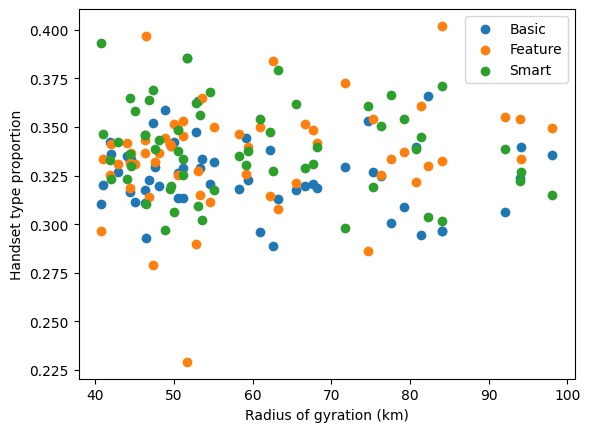 Basic
Feature
Smart
0.400
0.375
0.350
0.325
0.300
0.275
0.250
0.225
Handset type proportion
40 50 60 70 80 90 100
Radius of gyration (km)